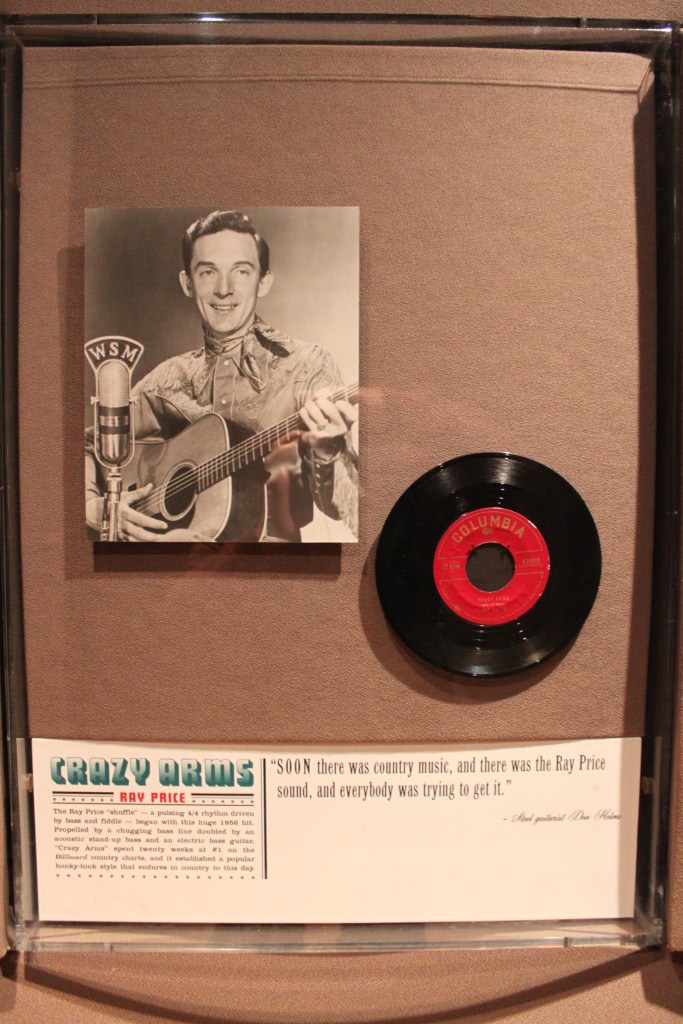 WSM
COLUMBIA
CRAZY ARMS
RAY PRICE
The Ray Price "shuffle" — a pulsing 4/4 rhythm driven
by bass and fiddle — began with this huge 1956 hit.
Propelled by a chugging bass line doubled by an
acoustic stand-up bass and an electric bass guitar,
"Crazy Arms" spent twenty weeks at #1 on the
Billboard country charts, and it established a popular
honky-tonk style that endures in country to this day.
"SOON there was country music, and there was the Ray Price
sound, and everybody was trying to get it."
- Steel guitarist Don Helms